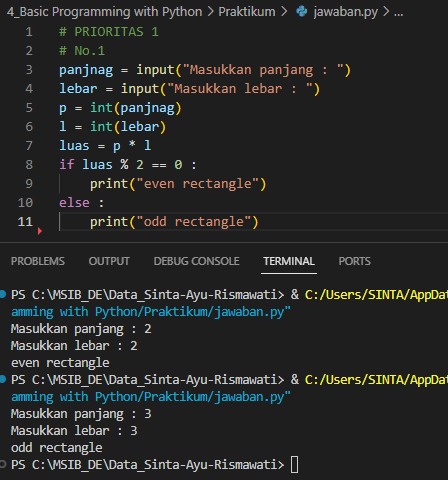 4_Basic Programming with Python > Praktikum > jawaban.py > ...
1 # PRIORITAS 1
2 # No.1
3 panjnag = input("Masukkan panjang : ")
4 lebar = input("Masukkan lebar : ")
5 p = int(panjnag)
6 l = int(lebar)
7 luas = p * l
8 if luas % 2 == 0 :
9 print("even rectangle")
10 else :
11 print("odd rectangle")
PROBLEMS OUTPUT DEBUG CONSOLE TERMINAL PORTS
PS C:\MSIB_DE\Data_Sinta-Ayu-Rismawati> & C:/Users/SINTA/AppDat
amming with Python/Praktikum/jawaban.py"
Masukkan panjang : 2
Masukkan lebar : 2
even rectangle
PS C:\MSIB_DE\Data_Sinta-Ayu-Rismawati> & C:/Users/SINTA/AppDat
amming with Python/Praktikum/jawaban.py"
Masukkan panjang : 3
Masukkan lebar : 3
odd rectangle
PS C:\MSIB_DE\Data_Sinta-Ayu-Rismawati>